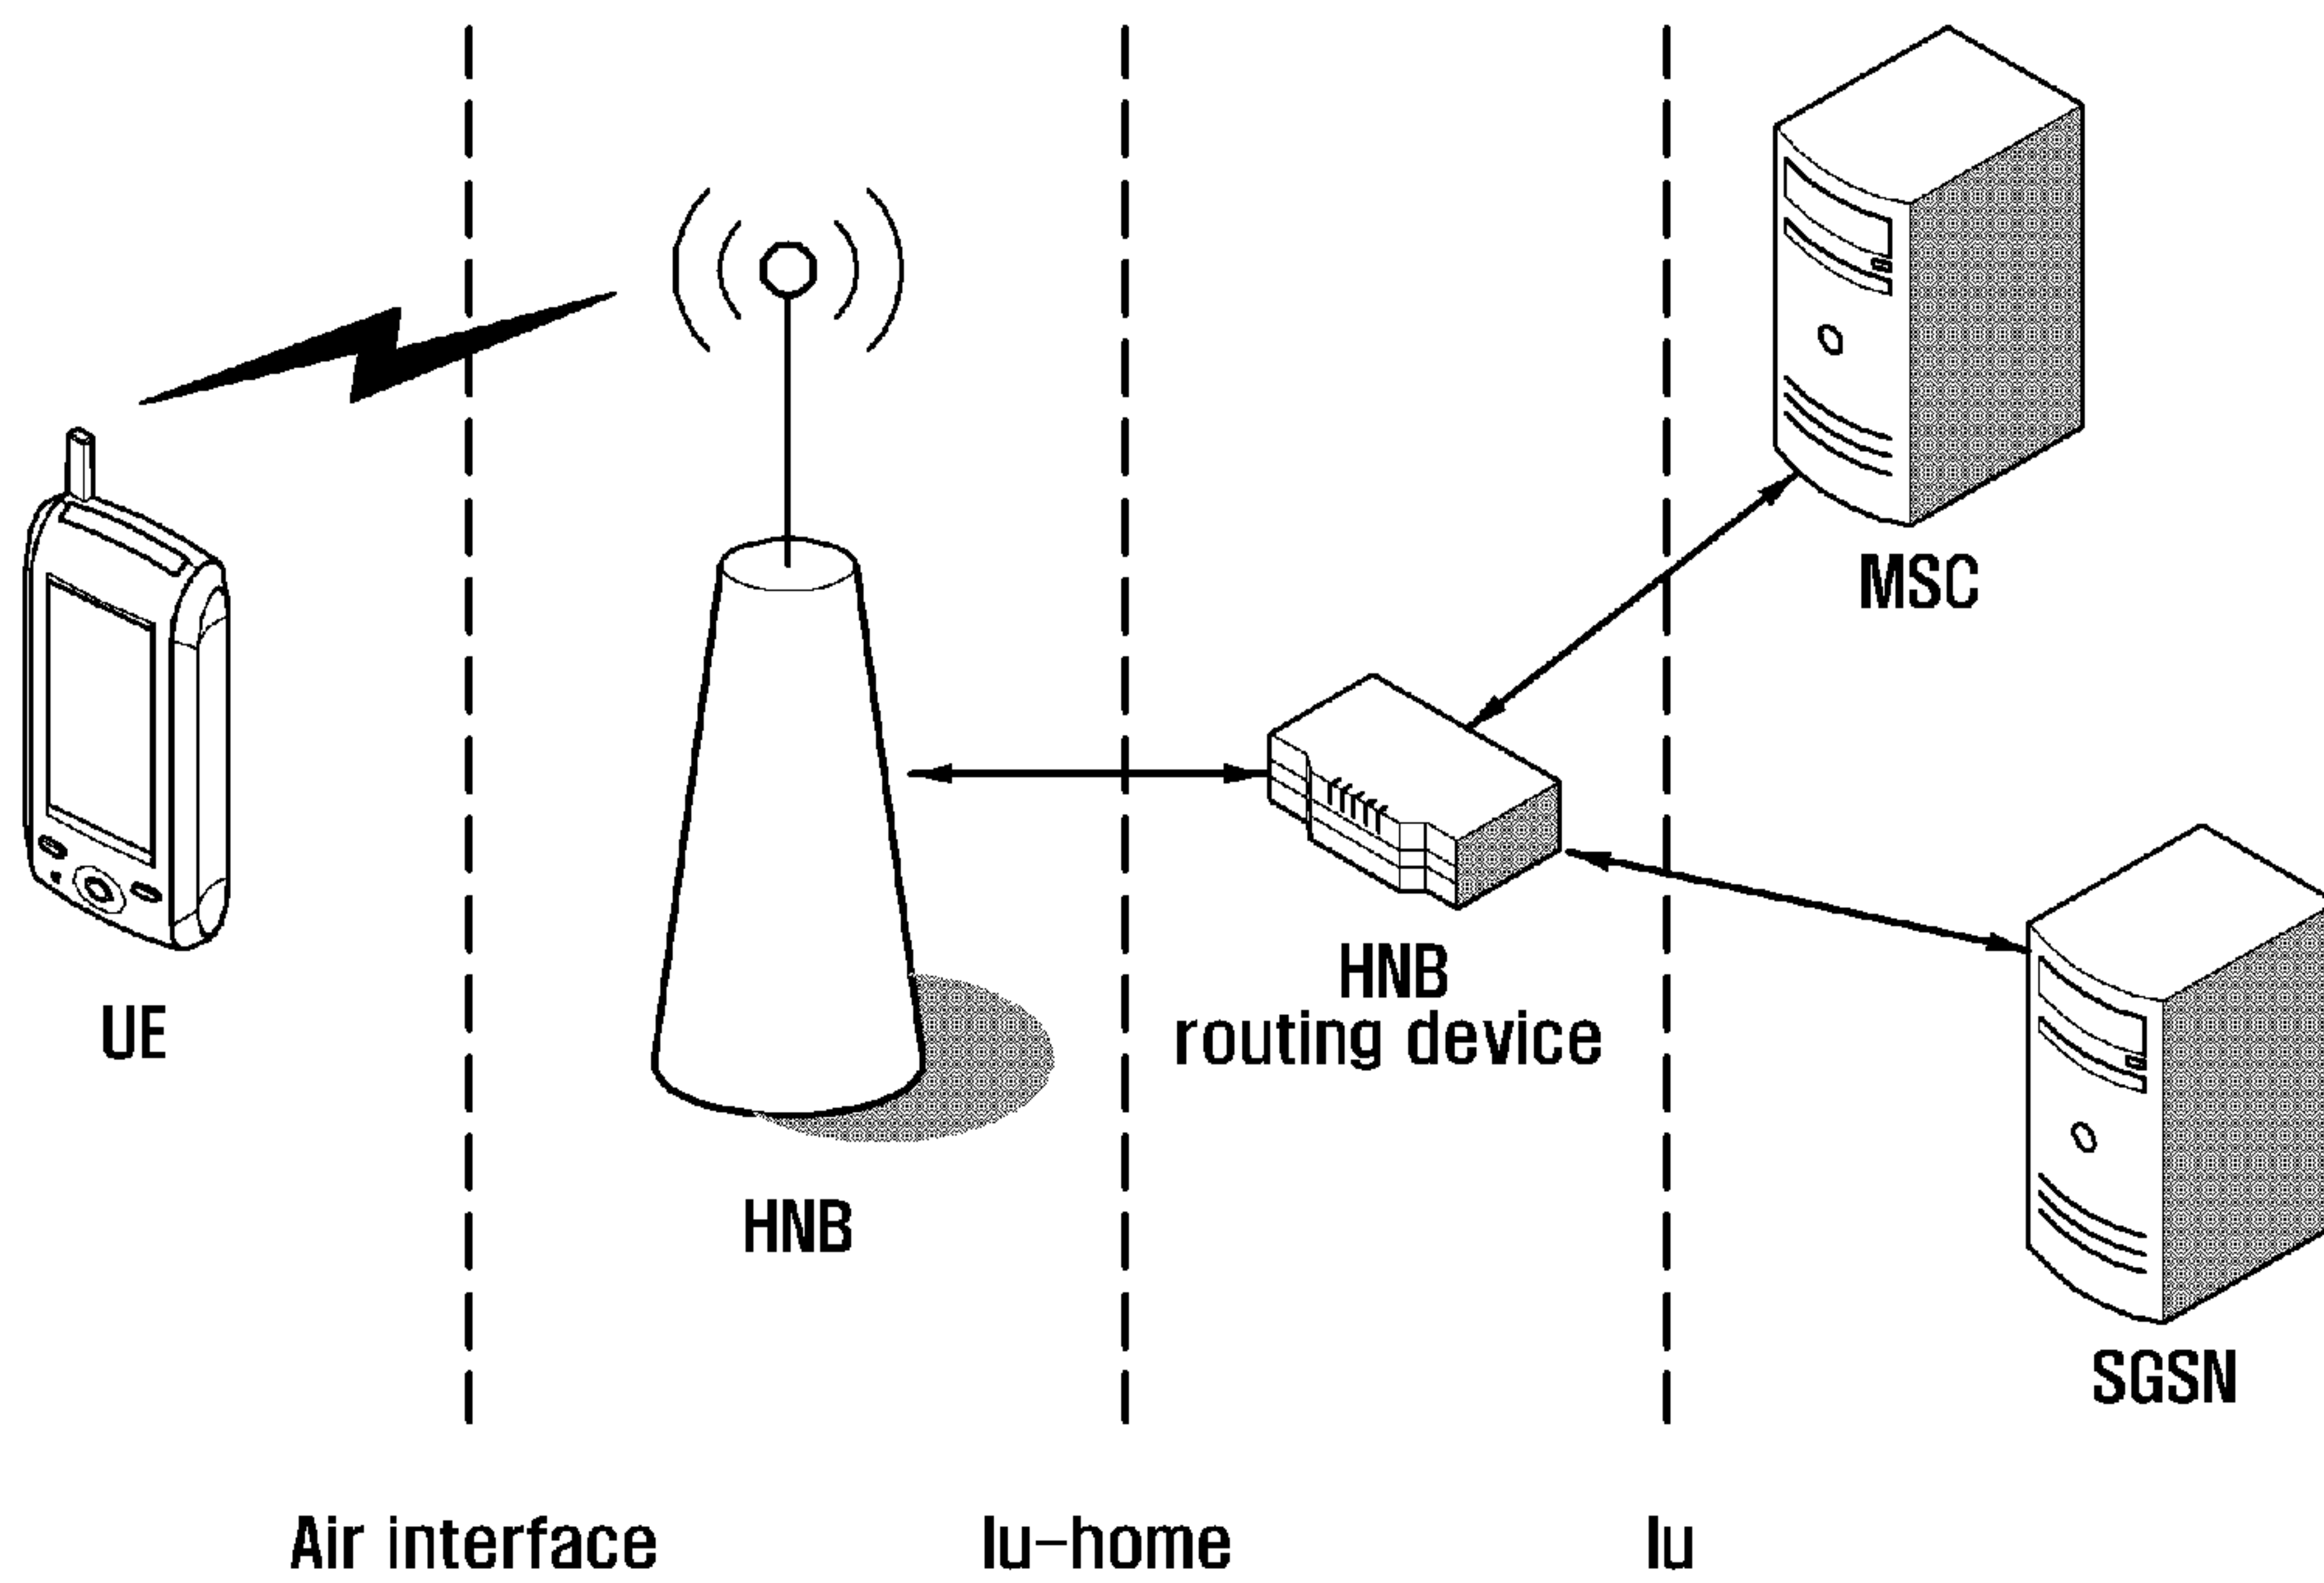 MSC
HNB
routing device
UE
HNB
SGSN
Air interface
Iu-home
Iu